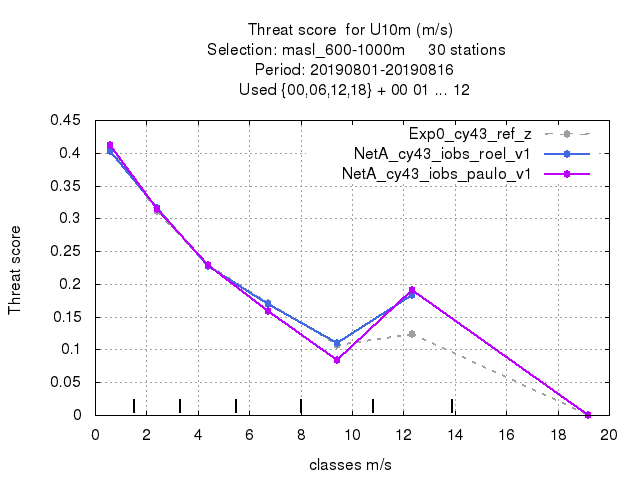 Threat score for U10m (m/s)
Selection: masl_600-1000m 30 stations
Period: 20190801-20190816
Used {00,06,12,18} + 00 01 ... 12
Exp0_cy43_ref_z
NetA_cy43_iobs_roel_v1
NetA_cy43_iobs_paulo_v1
Threat score
0.45
0.4
0.35
0.3
0.25
0.2
0.15
0.1
0.05
0
0 2 4 6 8 10 12 14 16 18 20
classes m/s